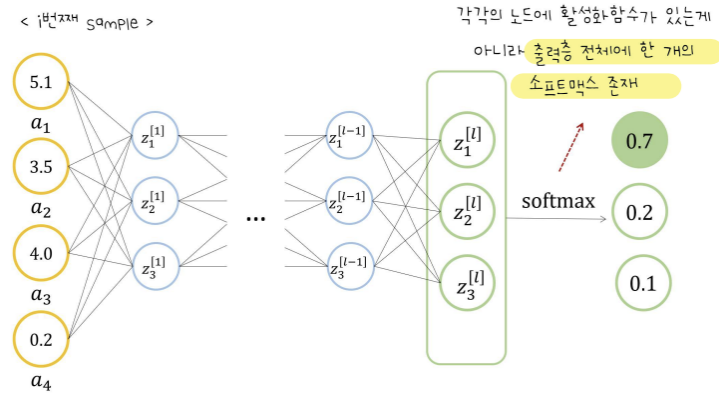 < i번째 sample >
각각의 노드에 활성화함수가 있는게
아니라 출력층 전체에 한 개의
소프트맥스 존재
5.1
a₁
3.5
a₂
4.0
a₃
0.2
a₄
z₁^[1]
z₂^[1]
z₃^[1]
...
z₁^[l-1]
z₂^[l-1]
z₃^[l-1]
z₁^[l]
z₂^[l]
z₃^[l]
softmax
0.7
0.2
0.1